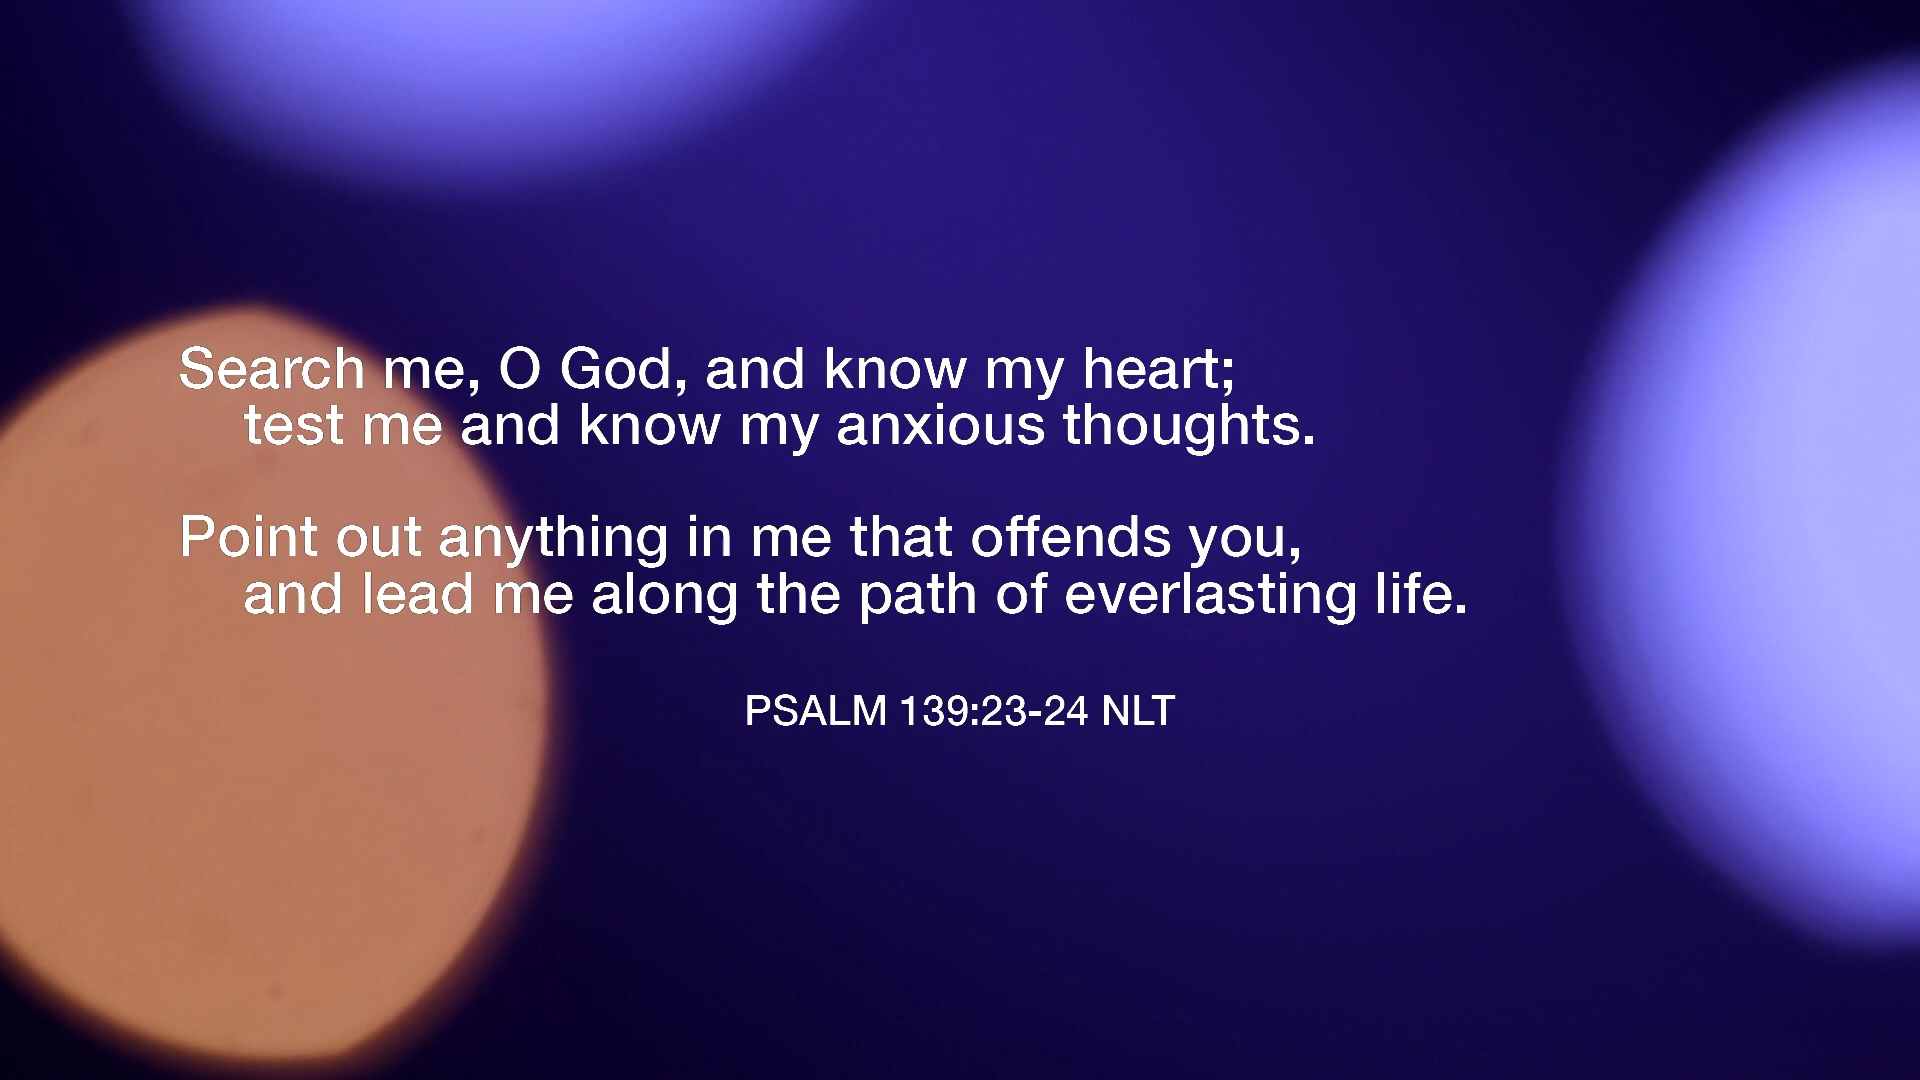 Search me, O God, and know my heart;
test me and know my anxious thoughts.
Point out anything in me that offends you,
and lead me along the path of everlasting life.
PSALM 139:23-24 NLT